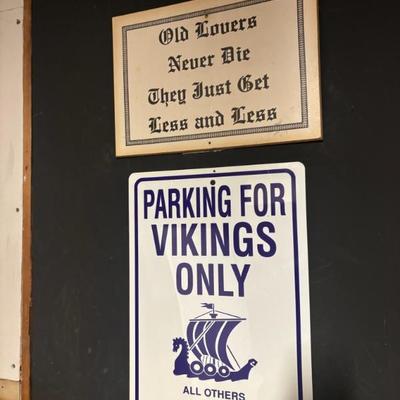 Old Lovers
Never Die
They Just Get
Less and Less
PARKING FOR
VIKINGS
ONLY
ALL OTHERS